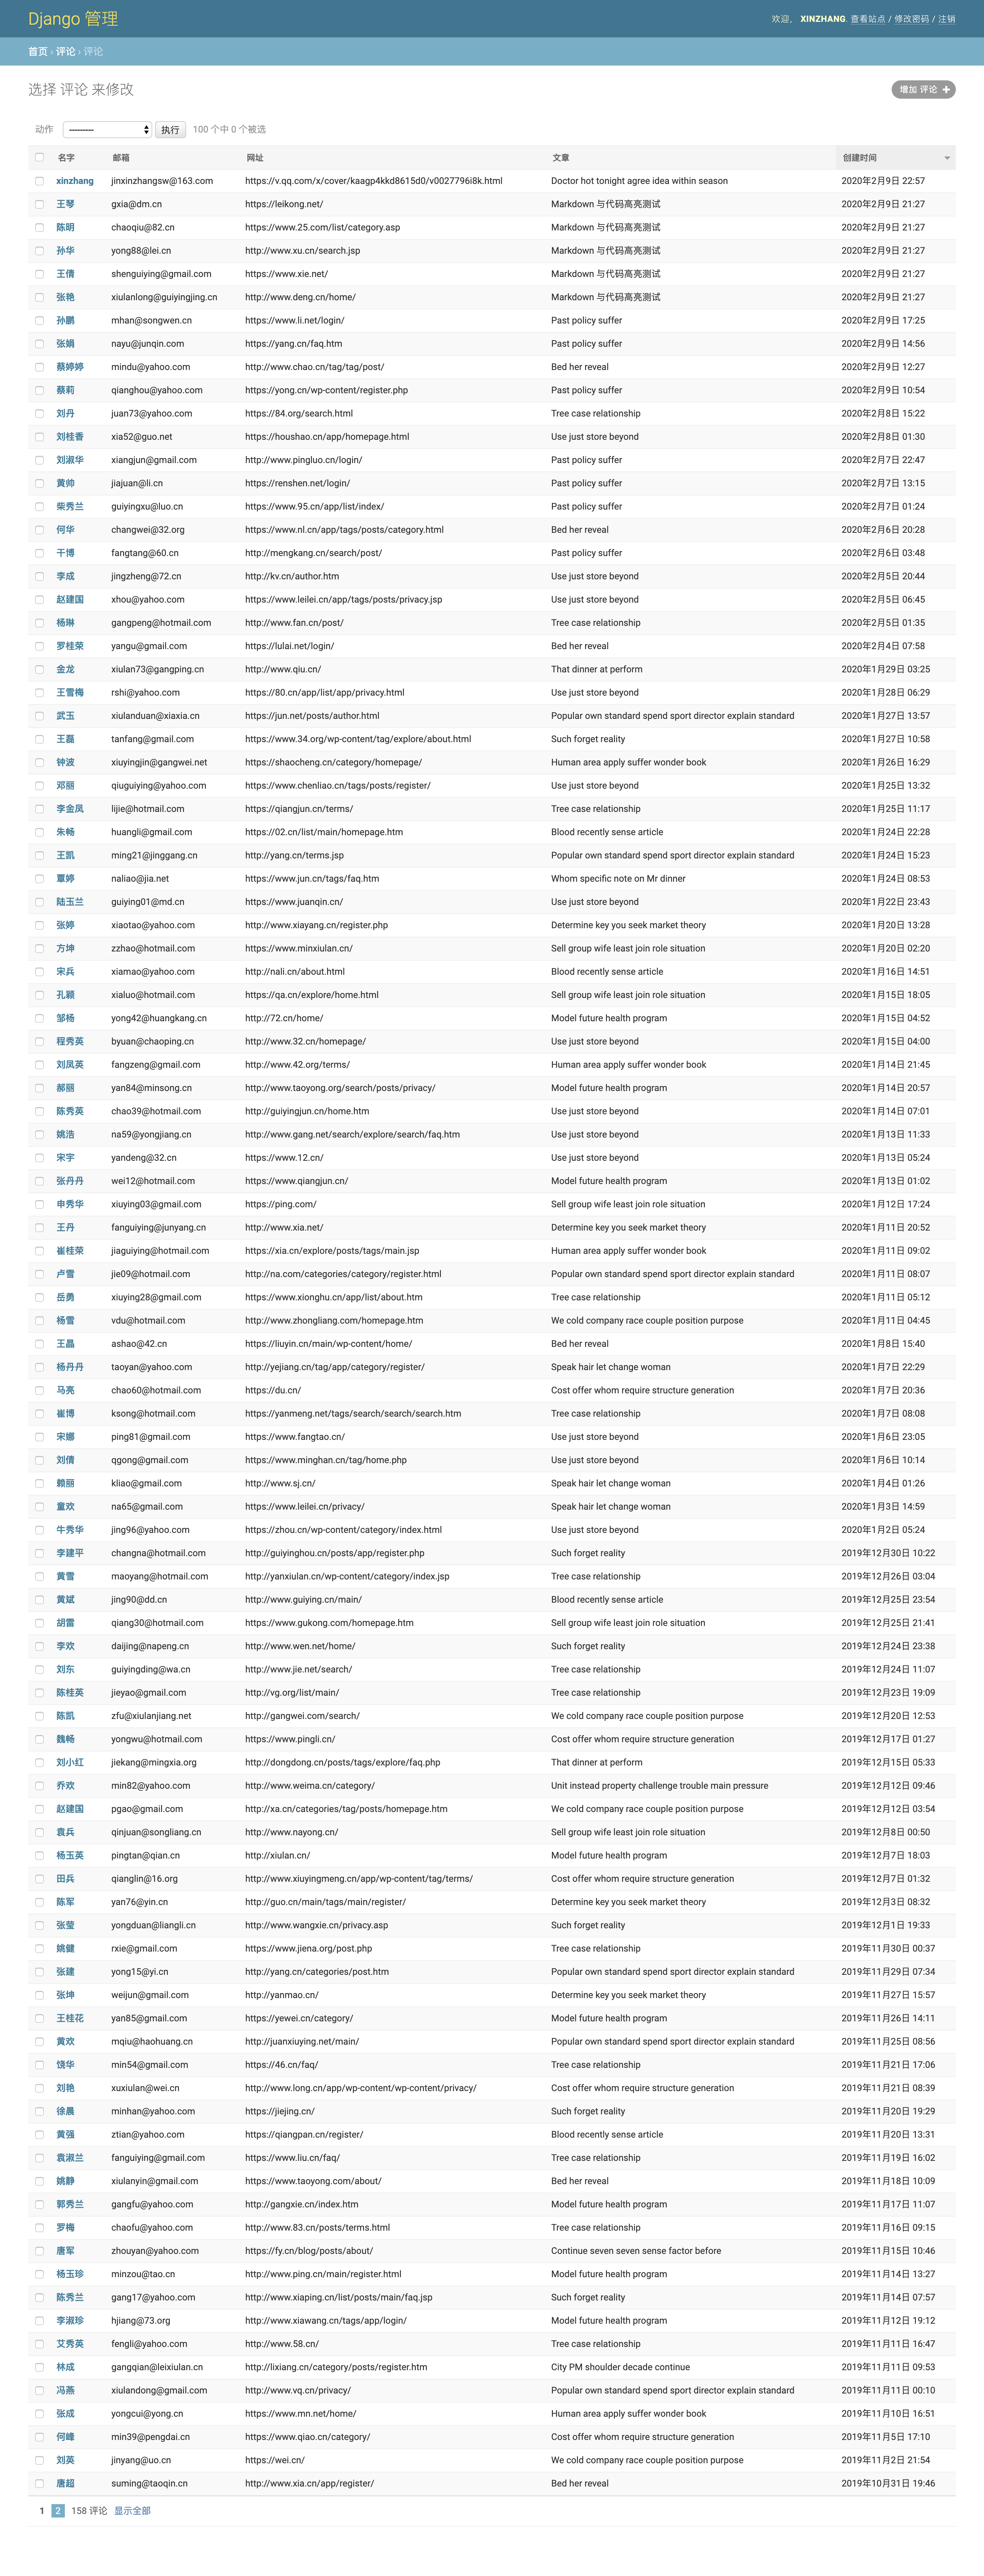 Django 管理
欢迎， XINZHANG. 查看站点 / 修改密码 / 注销
首页 › 评论 › 评论
选择 评论 来修改
增加 评论 +
动作 --------- 执行 100 个中 0 个被选
名字 邮箱 网址 文章 创建时间
xinzhang jinxinzhangsw@163.com https://v.qq.com/x/cover/kaagp4kkd8615d0/v0027796i8k.html Doctor hot tonight agree idea within season 2020年2月9日 22:57
王琴 gxia@dm.cn https://leikong.net/ Markdown 与代码高亮测试 2020年2月9日 21:27
陈明 chaoqiu@82.cn https://www.25.com/list/category.asp Markdown 与代码高亮测试 2020年2月9日 21:27
孙华 yong88@lei.cn http://www.xu.cn/search.jsp Markdown 与代码高亮测试 2020年2月9日 21:27
王倩 shenguiying@gmail.com https://www.xie.net/ Markdown 与代码高亮测试 2020年2月9日 21:27
张艳 xiulanlong@guiyingjing.cn http://www.deng.cn/home/ Markdown 与代码高亮测试 2020年2月9日 21:27
孙鹏 mhan@songwen.cn https://www.li.net/login/ Past policy suffer 2020年2月9日 17:25
张娟 nayu@junqin.com https://yang.cn/faq.htm Past policy suffer 2020年2月9日 14:56
蔡婷婷 mindu@yahoo.com http://www.chao.cn/tag/tag/post/ Bed her reveal 2020年2月9日 12:27
蔡莉 qianghou@yahoo.com https://yong.cn/wp-content/register.php Past policy suffer 2020年2月9日 10:54
刘丹 juan73@yahoo.com https://84.org/search.html Tree case relationship 2020年2月8日 15:22
刘桂香 xia52@guo.net https://houshao.cn/app/homepage.html Use just store beyond 2020年2月8日 01:30
刘淑华 xiangjun@gmail.com http://www.pingluo.cn/login/ Past policy suffer 2020年2月7日 22:47
黄帅 jiajuan@li.cn https://renshen.net/login/ Past policy suffer 2020年2月7日 13:15
柴秀兰 guiyingxu@luo.cn https://www.95.cn/app/list/index/ Past policy suffer 2020年2月7日 01:24
何华 changwei@32.org https://www.nl.cn/app/tags/posts/category.html Bed her reveal 2020年2月6日 20:28
干博 fangtang@60.cn http://mengkang.cn/search/post/ Past policy suffer 2020年2月6日 03:48
李成 jingzheng@72.cn http://kv.cn/author.htm Use just store beyond 2020年2月5日 20:44
赵建国 xhou@yahoo.com https://www.leilei.cn/app/tags/posts/privacy.jsp Use just store beyond 2020年2月5日 06:45
杨琳 gangpeng@hotmail.com http://www.fan.cn/post/ Tree case relationship 2020年2月5日 01:35
罗桂荣 yangu@gmail.com https://lulai.net/login/ Bed her reveal 2020年2月4日 07:58
金龙 xiulan73@gangping.cn http://www.qiu.cn/ That dinner at perform 2020年1月29日 03:25
王雪梅 rshi@yahoo.com https://80.cn/app/list/app/privacy.html Use just store beyond 2020年1月28日 06:29
武玉 xiulanduan@xiaxia.cn https://jun.net/posts/author.html Popular own standard spend sport director explain standard 2020年1月27日 13:57
王磊 tanfang@gmail.com https://www.34.org/wp-content/tag/explore/about.html Such forget reality 2020年1月27日 10:58
钟波 xiuyingjin@gangwei.net https://shaocheng.cn/category/homepage/ Human area apply suffer wonder book 2020年1月26日 16:29
邓丽 qiuguiying@yahoo.com https://www.chenliao.cn/tags/posts/register/ Use just store beyond 2020年1月25日 13:32
李金凤 lijie@hotmail.com https://qiangjun.cn/terms/ Tree case relationship 2020年1月25日 11:17
朱畅 huangli@gmail.com https://02.cn/list/main/homepage.htm Blood recently sense article 2020年1月24日 22:28
王凯 ming21@jinggang.cn http://yang.cn/terms.jsp Popular own standard spend sport director explain standard 2020年1月24日 15:23
覃婷 naliao@jia.net https://www.jun.cn/tags/faq.htm Whom specific note on Mr dinner 2020年1月24日 08:53
陆玉兰 guiying01@md.cn https://www.juanqin.cn/ Use just store beyond 2020年1月22日 23:43
张婷 xiaotao@yahoo.com http://www.xiayang.cn/register.php Determine key you seek market theory 2020年1月20日 13:28
方坤 zzhao@hotmail.com https://www.minxiulan.cn/ Sell group wife least join role situation 2020年1月20日 02:20
宋兵 xiamao@yahoo.com http://nali.cn/about.html Blood recently sense article 2020年1月16日 14:51
孔颖 xialuo@hotmail.com https://qa.cn/explore/home.html Sell group wife least join role situation 2020年1月15日 18:05
邹杨 yong42@huangkang.cn http://72.cn/home/ Model future health program 2020年1月15日 04:52
程秀英 byuan@chaoping.cn http://www.32.cn/homepage/ Use just store beyond 2020年1月15日 04:00
刘凤英 fangzeng@gmail.com http://www.42.org/terms/ Human area apply suffer wonder book 2020年1月14日 21:45
郝丽 yan84@minsong.cn http://www.taoyong.org/search/posts/privacy/ Model future health program 2020年1月14日 20:57
陈秀英 chao39@hotmail.com http://guiyingjun.cn/home.htm Use just store beyond 2020年1月14日 07:01
姚浩 na59@yongjiang.cn http://www.gang.net/search/explore/search/faq.htm Use just store beyond 2020年1月13日 11:33
宋宇 yandeng@32.cn https://www.12.cn/ Use just store beyond 2020年1月13日 05:24
张丹丹 wei12@hotmail.com https://www.qiangjun.cn/ Model future health program 2020年1月13日 01:02
申秀华 xiuying03@gmail.com https://ping.com/ Sell group wife least join role situation 2020年1月12日 17:24
王丹 fanguiying@junyang.cn http://www.xia.net/ Determine key you seek market theory 2020年1月11日 20:52
崔桂荣 jiaguiying@hotmail.com https://xia.cn/explore/posts/tags/main.jsp Human area apply suffer wonder book 2020年1月11日 09:02
卢雪 jie09@hotmail.com http://na.com/categories/category/register.html Popular own standard spend sport director explain standard 2020年1月11日 08:07
岳勇 xiuying28@gmail.com https://www.xionghu.cn/app/list/about.htm Tree case relationship 2020年1月11日 05:12
杨雪 vdu@hotmail.com http://www.zhongliang.com/homepage.htm We cold company race couple position purpose 2020年1月11日 04:45
王晶 ashao@42.cn https://liuyin.cn/main/wp-content/home/ Bed her reveal 2020年1月8日 15:40
杨丹丹 taoyan@yahoo.com http://yejiang.cn/tag/app/category/register/ Speak hair let change woman 2020年1月7日 22:29
马亮 chao60@hotmail.com https://du.cn/ Cost offer whom require structure generation 2020年1月7日 20:36
崔博 ksong@hotmail.com https://yanmeng.net/tags/search/search/search.htm Tree case relationship 2020年1月7日 08:08
宋娜 ping81@gmail.com https://www.fangtao.cn/ Use just store beyond 2020年1月6日 23:05
刘倩 qgong@gmail.com https://www.minghan.cn/tag/home.php Use just store beyond 2020年1月6日 10:14
赖丽 kliao@gmail.com http://www.sj.cn/ Speak hair let change woman 2020年1月4日 01:26
童欢 na65@gmail.com https://www.leilei.cn/privacy/ Speak hair let change woman 2020年1月3日 14:59
牛秀华 jing96@yahoo.com https://zhou.cn/wp-content/category/index.html Use just store beyond 2020年1月2日 05:24
李建平 changna@hotmail.com http://guiyinghou.cn/posts/app/register.php Such forget reality 2019年12月30日 10:22
黄雪 maoyang@hotmail.com http://yanxiulan.cn/wp-content/category/index.jsp Tree case relationship 2019年12月26日 03:04
黄斌 jing90@dd.cn http://www.guiying.cn/main/ Blood recently sense article 2019年12月25日 23:54
胡雷 qiang30@hotmail.com https://www.gukong.com/homepage.htm Sell group wife least join role situation 2019年12月25日 21:41
李欢 daijing@napeng.cn http://www.wen.net/home/ Such forget reality 2019年12月24日 23:38
刘东 guiyingding@wa.cn http://www.jie.net/search/ Tree case relationship 2019年12月24日 11:07
陈桂英 jieyao@gmail.com http://vg.org/list/main/ Tree case relationship 2019年12月23日 19:09
陈凯 zfu@xiulanjiang.net http://gangwei.com/search/ We cold company race couple position purpose 2019年12月20日 12:53
魏畅 yongwu@hotmail.com https://www.pingli.cn/ Cost offer whom require structure generation 2019年12月17日 01:27
刘小红 jiekang@mingxia.org http://dongdong.cn/posts/tags/explore/faq.php That dinner at perform 2019年12月15日 05:33
乔欢 min82@yahoo.com http://www.weima.cn/category/ Unit instead property challenge trouble main pressure 2019年12月12日 09:46
赵建国 pgao@gmail.com http://xa.cn/categories/tag/posts/homepage.htm We cold company race couple position purpose 2019年12月12日 03:54
袁兵 qinjuan@songliang.cn http://www.nayong.cn/ Sell group wife least join role situation 2019年12月8日 00:50
杨玉英 pingtan@qian.cn http://xiulan.cn/ Model future health program 2019年12月7日 18:03
田兵 qianglin@16.org http://www.xiuyingmeng.cn/app/wp-content/tag/terms/ Cost offer whom require structure generation 2019年12月7日 01:32
陈军 yan76@yin.cn http://guo.cn/main/tags/main/register/ Determine key you seek market theory 2019年12月3日 08:32
张莹 yongduan@liangli.cn http://www.wangxie.cn/privacy.asp Such forget reality 2019年12月1日 19:33
姚健 rxie@gmail.com https://www.jiena.org/post.php Tree case relationship 2019年11月30日 00:37
张建 yong15@yi.cn http://yang.cn/categories/post.htm Popular own standard spend sport director explain standard 2019年11月29日 07:34
张坤 weijun@gmail.com http://yanmao.cn/ Determine key you seek market theory 2019年11月27日 15:57
王桂花 yan85@gmail.com https://yewei.cn/category/ Model future health program 2019年11月26日 14:11
黄欢 mqiu@haohuang.cn http://juanxiuying.net/main/ Popular own standard spend sport director explain standard 2019年11月25日 08:56
饶华 min54@gmail.com https://46.cn/faq/ Tree case relationship 2019年11月21日 17:06
刘艳 xuxiulan@wei.cn http://www.long.cn/app/wp-content/wp-content/privacy/ Cost offer whom require structure generation 2019年11月21日 08:39
徐晨 minhan@yahoo.com https://jiejing.cn/ Such forget reality 2019年11月20日 19:29
黄强 ztian@yahoo.com https://qiangpan.cn/register/ Blood recently sense article 2019年11月20日 13:31
袁淑兰 fanguiying@gmail.com https://www.liu.cn/faq/ Tree case relationship 2019年11月19日 16:02
姚静 xiulanyin@gmail.com https://www.taoyong.com/about/ Bed her reveal 2019年11月18日 10:09
郭秀兰 gangfu@yahoo.com http://gangxie.cn/index.htm Model future health program 2019年11月17日 11:07
罗梅 chaofu@yahoo.com http://www.83.cn/posts/terms.html Tree case relationship 2019年11月16日 09:15
唐军 zhouyan@yahoo.com https://fy.cn/blog/posts/about/ Continue seven seven sense factor before 2019年11月15日 10:46
杨玉珍 minzou@tao.cn http://www.ping.cn/main/register.html Model future health program 2019年11月14日 13:27
陈秀兰 gang17@yahoo.com http://www.xiaping.cn/list/posts/main/faq.jsp Such forget reality 2019年11月14日 07:57
李淑珍 hjiang@73.org http://www.xiawang.cn/tags/app/login/ Model future health program 2019年11月12日 19:12
艾秀英 fengli@yahoo.com http://www.58.cn/ Tree case relationship 2019年11月11日 16:47
林成 gangqian@leixiulan.cn http://lixiang.cn/category/posts/register.htm City PM shoulder decade continue 2019年11月11日 09:53
冯燕 xiulandong@gmail.com http://www.vq.cn/privacy/ Popular own standard spend sport director explain standard 2019年11月11日 00:10
张成 yongcui@yong.cn https://www.mn.net/home/ Human area apply suffer wonder book 2019年11月10日 16:51
何峰 min39@pengdai.cn https://www.qiao.cn/category/ Cost offer whom require structure generation 2019年11月5日 17:10
刘英 jinyang@uo.cn https://wei.cn/ We cold company race couple position purpose 2019年11月2日 21:54
唐超 suming@taoqin.cn http://www.xia.cn/app/register/ Bed her reveal 2019年10月31日 19:46
1 2 158 评论 显示全部